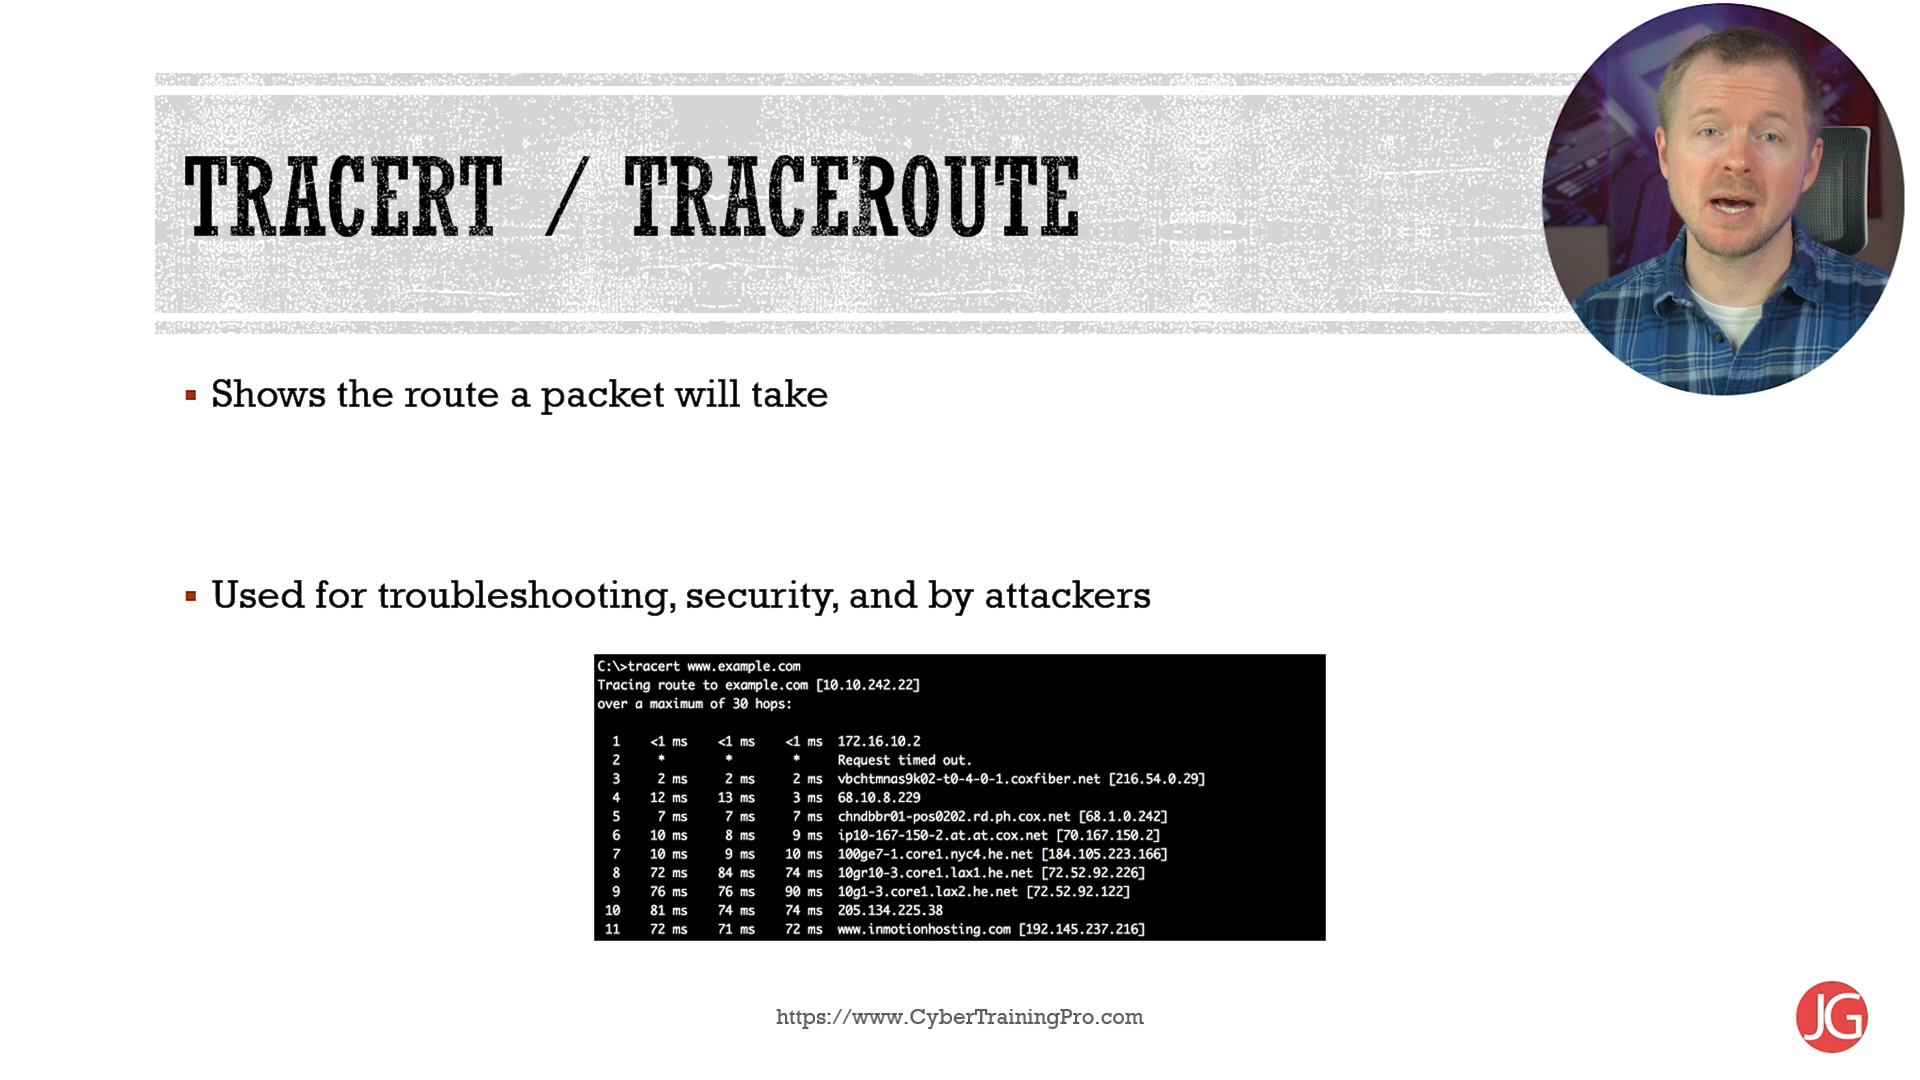 TRACERT / TRACEROUTE
Shows the route a packet will take
Used for troubleshooting, security, and by attackers
C:\>tracert www.example.com
Tracing route to example.com [10.10.242.22]
over a maximum of 30 hops:
1 <1 ms <1 ms <1 ms 172.16.10.2
2 * * * Request timed out.
3 2 ms 2 ms 2 ms vbchtmnas9k02-t0-4-0-1.coxfiber.net [216.54.0.29]
4 12 ms 13 ms 3 ms 68.10.8.229
5 7 ms 7 ms 7 ms chndbbr01-pos0202.rd.ph.cox.net [68.1.0.242]
6 10 ms 8 ms 9 ms ip10-167-150-2.at.at.cox.net [70.167.150.2]
7 10 ms 9 ms 10 ms 100ge7-1.core1.nyc4.he.net [184.105.223.166]
8 72 ms 84 ms 74 ms 10gr10-3.core1.lax1.he.net [72.52.92.226]
9 76 ms 76 ms 90 ms 10g1-3.core1.lax2.he.net [72.52.92.122]
10 81 ms 74 ms 74 ms 205.134.225.38
11 72 ms 71 ms 72 ms www.inmotionhosting.com [192.145.237.216]
https://www.CyberTrainingPro.com
JG